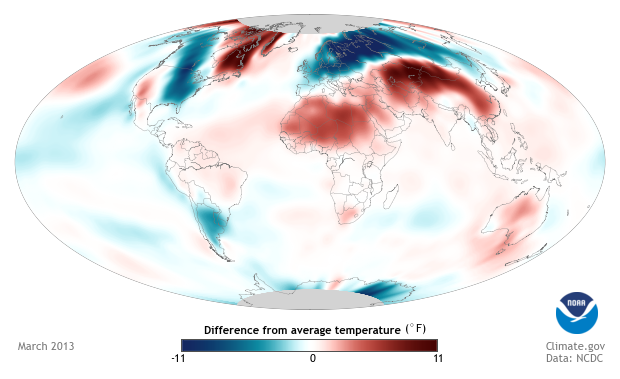 NOAA
Difference from average temperature (°F)
March 2013
-11
0
11
Climate.gov
Data: NCDC